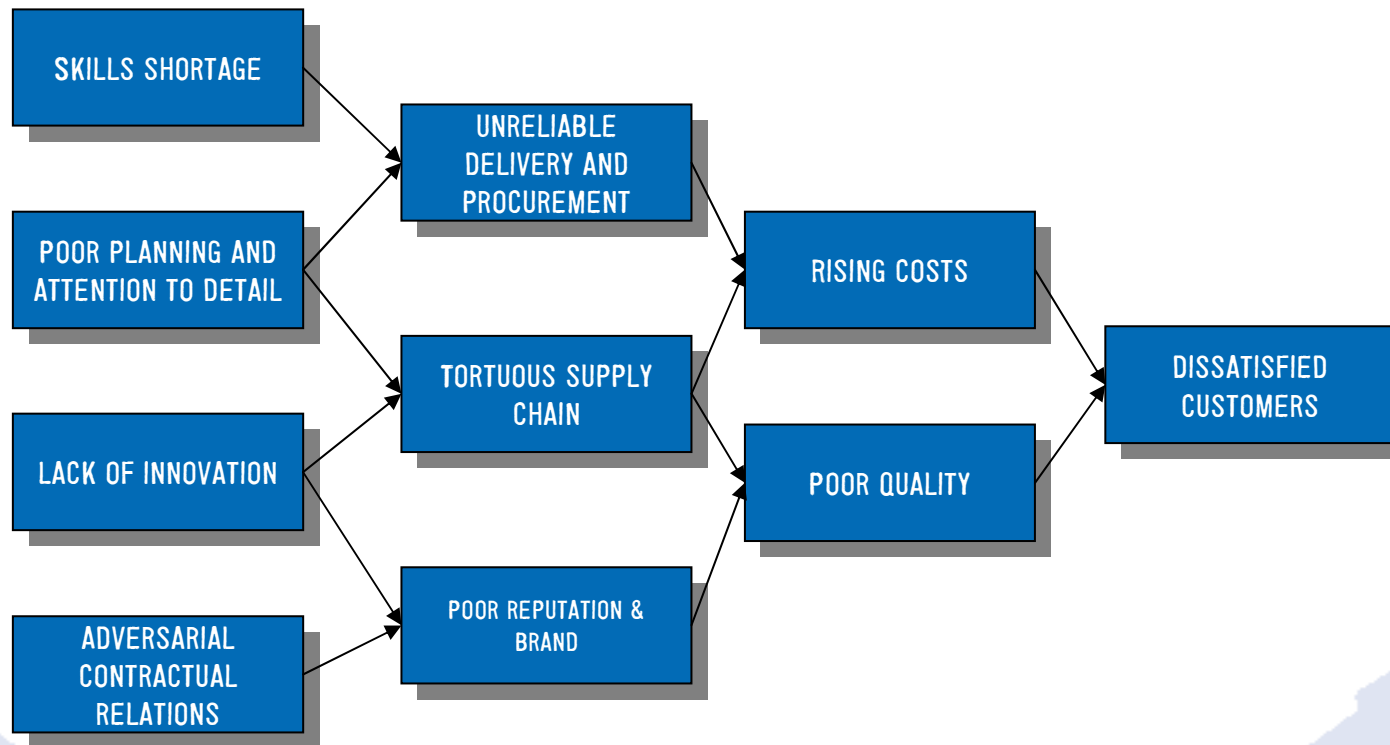 SKILLS SHORTAGE
POOR PLANNING AND
ATTENTION TO DETAIL
LACK OF INNOVATION
ADVERSARIAL
CONTRACTUAL
RELATIONS
UNRELIABLE
DELIVERY AND
PROCUREMENT
TORTUOUS SUPPLY
CHAIN
POOR REPUTATION &
BRAND
RISING COSTS
POOR QUALITY
DISSATISFIED
CUSTOMERS